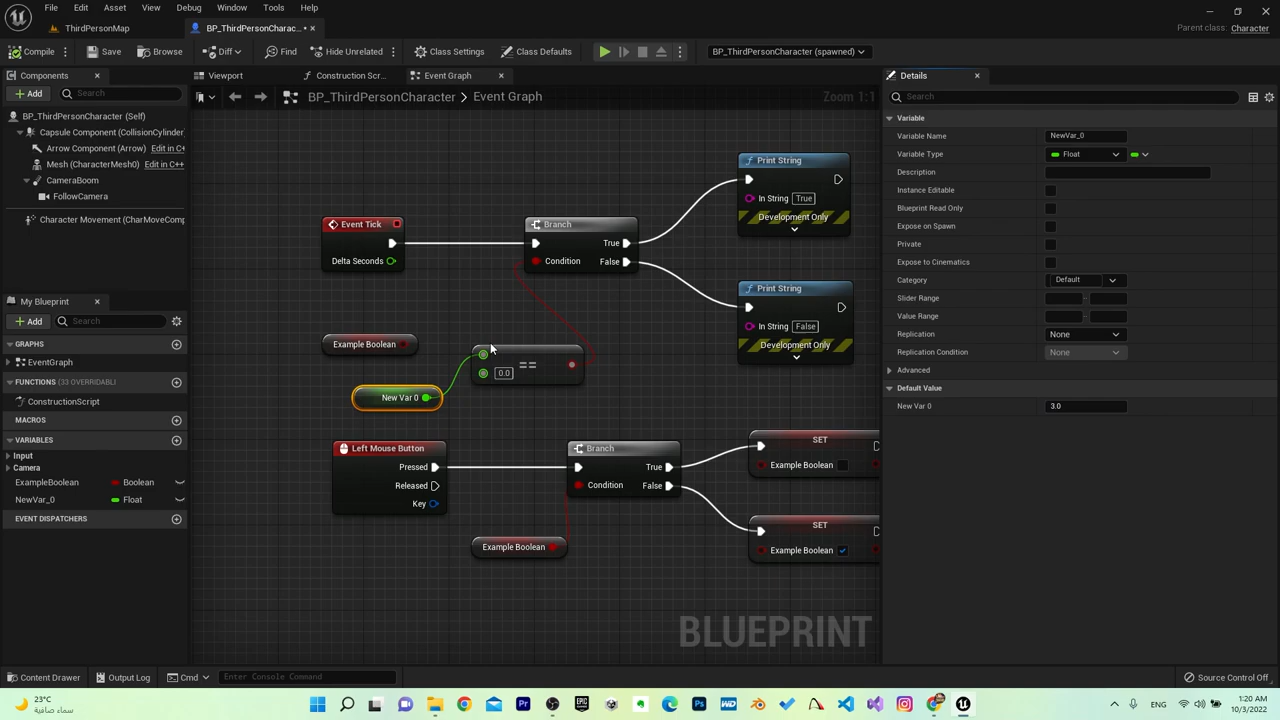 File Edit Asset View Debug Window Tools Help
ThirdPersonMap
BP_ThirdPersonCharac... •
Parent class: Character
Compile
Save
Browse
Diff
Find
Hide Unrelated
Class Settings
Class Defaults
BP_ThirdPersonCharacter (spawned)
Components
Add
Search
BP_ThirdPersonCharacter (Self)
Capsule Component (CollisionCylinder)
Arrow Component (Arrow) Edit in C++
Mesh (CharacterMesh0) Edit in C++
CameraBoom
FollowCamera
Character Movement (CharMoveComp
My Blueprint
Add
Search
GRAPHS
EventGraph
FUNCTIONS (33 OVERRIDABL)
ConstructionScript
MACROS
VARIABLES
Input
Camera
ExampleBoolean Boolean
NewVar_0 Float
EVENT DISPATCHERS
Viewport
Construction Scr...
Event Graph
BP_ThirdPersonCharacter > Event Graph
Zoom 1:1
Print String
In String True
Development Only
Event Tick
Delta Seconds
Branch
True
Condition False
Print String
In String False
Development Only
Example Boolean
0.0 ==
New Var 0
Left Mouse Button
Pressed
Released
Key
Branch
True
Condition False
SET
Example Boolean
SET
Example Boolean
Example Boolean
BLUEPRINT
Details
Search
Variable
Variable Name NewVar_0
Variable Type Float
Description
Instance Editable
Blueprint Read Only
Expose on Spawn
Private
Expose to Cinematics
Category Default
Slider Range
Value Range
Replication None
Replication Condition None
Advanced
Default Value
New Var 0 3.0
Content Drawer
Output Log
Cmd
Enter Console Command
Source Control Off
23°C
سماء صافية
ENG
1:20 AM
10/3/2022